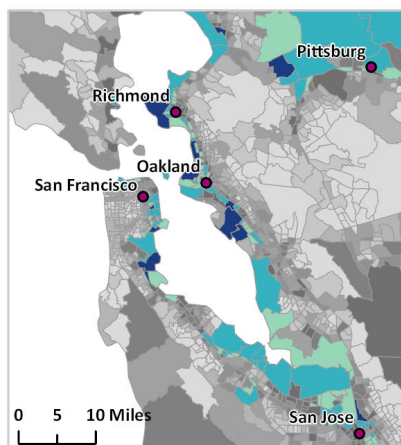 Pittsburg
Richmond
Oakland
San Francisco
San Jose
0 5 10 Miles